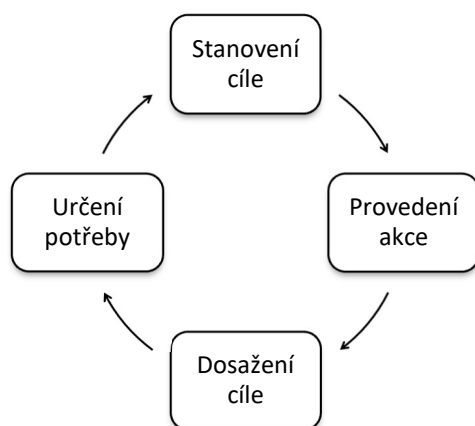 Stanovení
cíle
Určení
potřeby
Provedení
akce
Dosažení
cíle